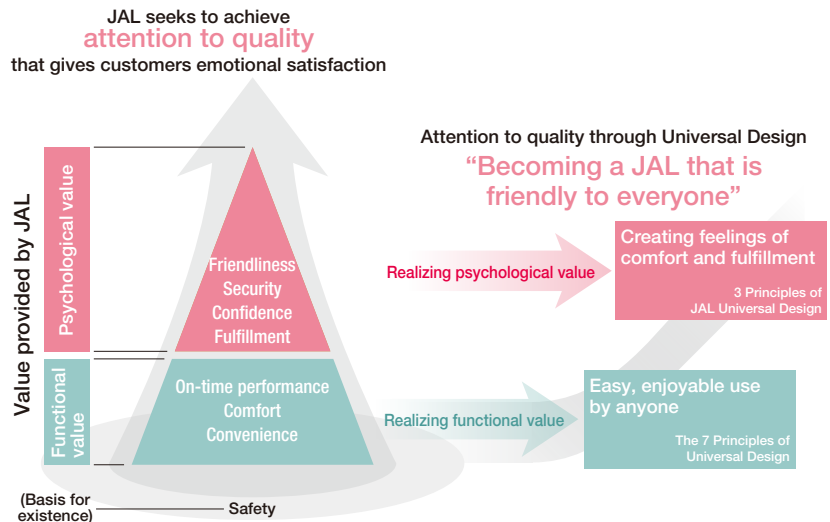 JAL seeks to achieve
attention to quality
that gives customers emotional satisfaction
Value provided by JAL
Psychological value
Friendliness
Security
Confidence
Fulfillment
Functional
value
On-time performance
Comfort
Convenience
(Basis for
existence)
Safety
Attention to quality through Universal Design
“Becoming a JAL that is
friendly to everyone”
Realizing psychological value
Creating feelings of
comfort and fulfillment
3 Principles of
JAL Universal Design
Realizing functional value
Easy, enjoyable use
by anyone
The 7 Principles of
Universal Design